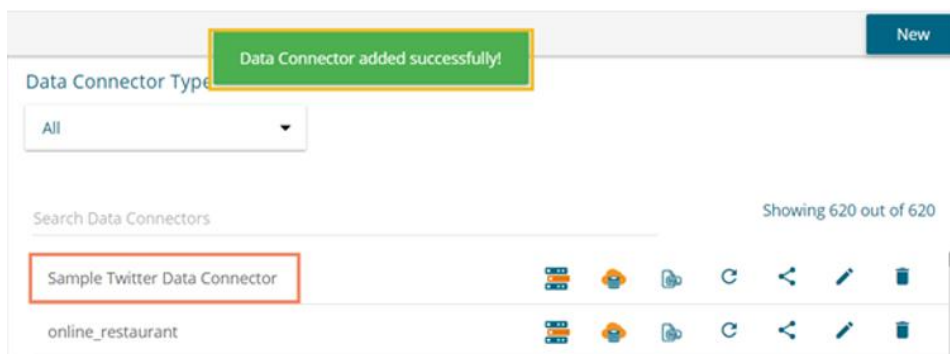 New
Data Connector added successfully!
Data Connector Type
All
Search Data Connectors
Showing 620 out of 620
Sample Twitter Data Connector
online_restaurant